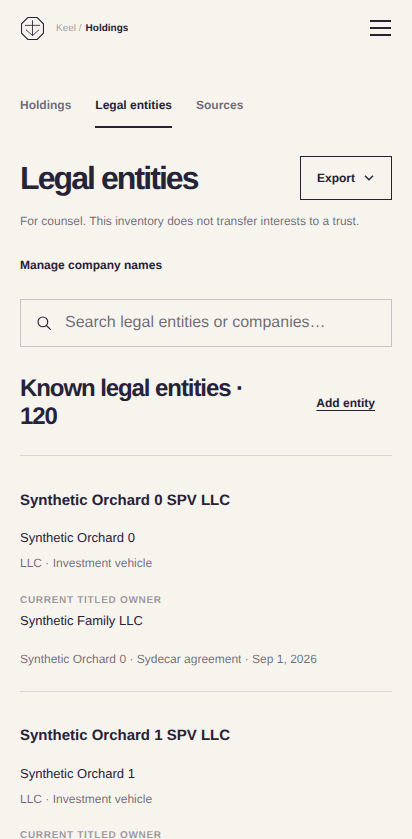 Keel / Holdings
Holdings Legal entities Sources
Legal entities
Export
For counsel. This inventory does not transfer interests to a trust.
Manage company names
Search legal entities or companies…
Known legal entities ·
120
Add entity
Synthetic Orchard 0 SPV LLC
Synthetic Orchard 0
LLC · Investment vehicle
CURRENT TITLED OWNER
Synthetic Family LLC
Synthetic Orchard 0 · Sydecar agreement · Sep 1, 2026
Synthetic Orchard 1 SPV LLC
Synthetic Orchard 1
LLC · Investment vehicle
CURRENT TITLED OWNER